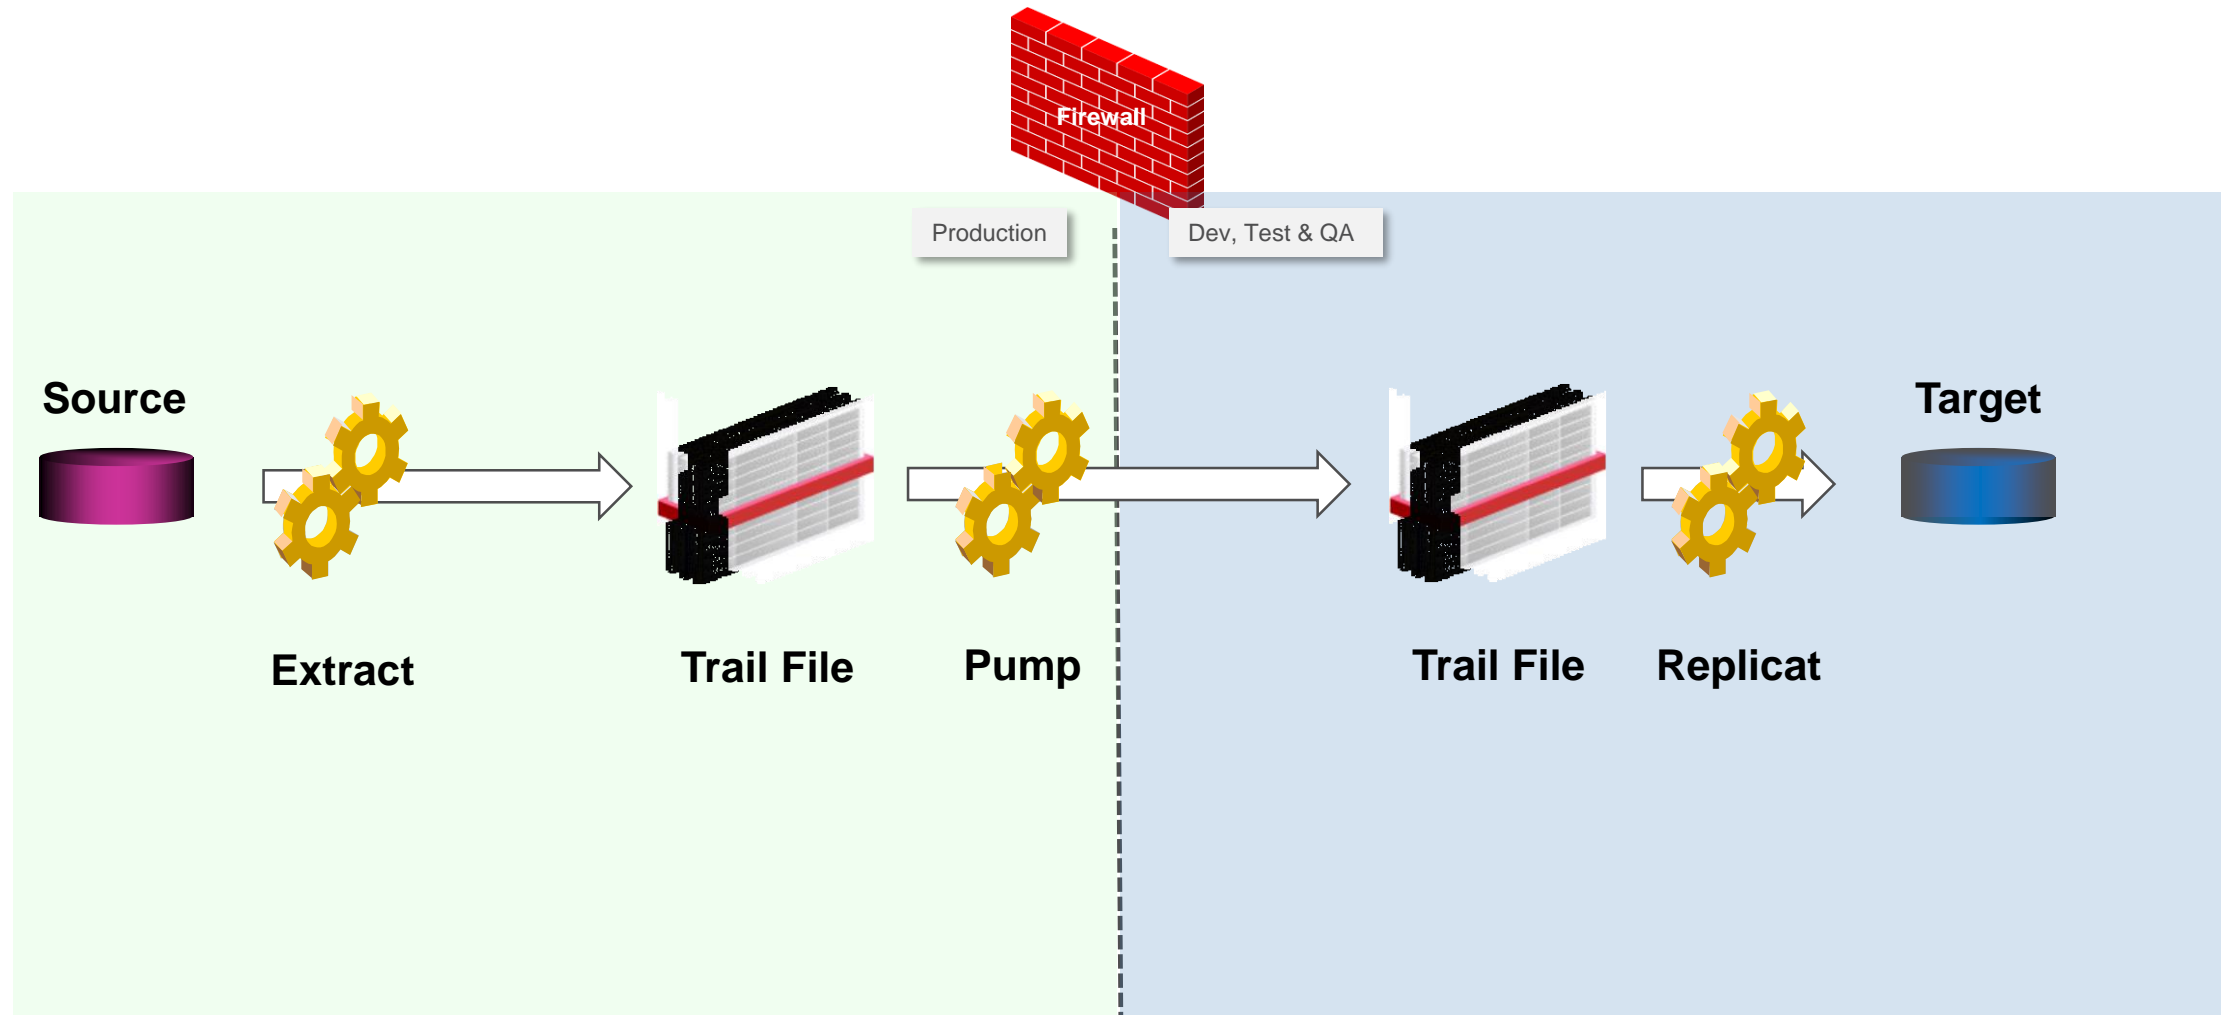 Firewall
Production
Dev, Test & QA
Source
Target
Extract
Trail File
Pump
Trail File
Replicat